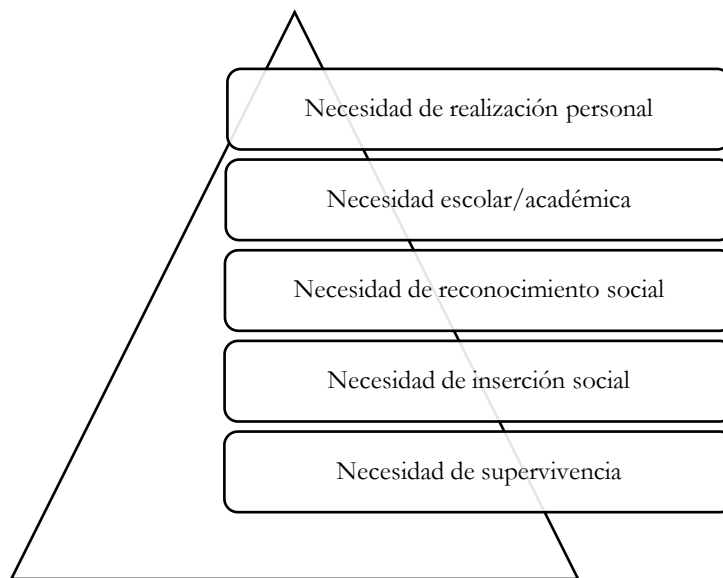 Necesidad de realización personal
Necesidad escolar/académica
Necesidad de reconocimiento social
Necesidad de inserción social
Necesidad de supervivencia